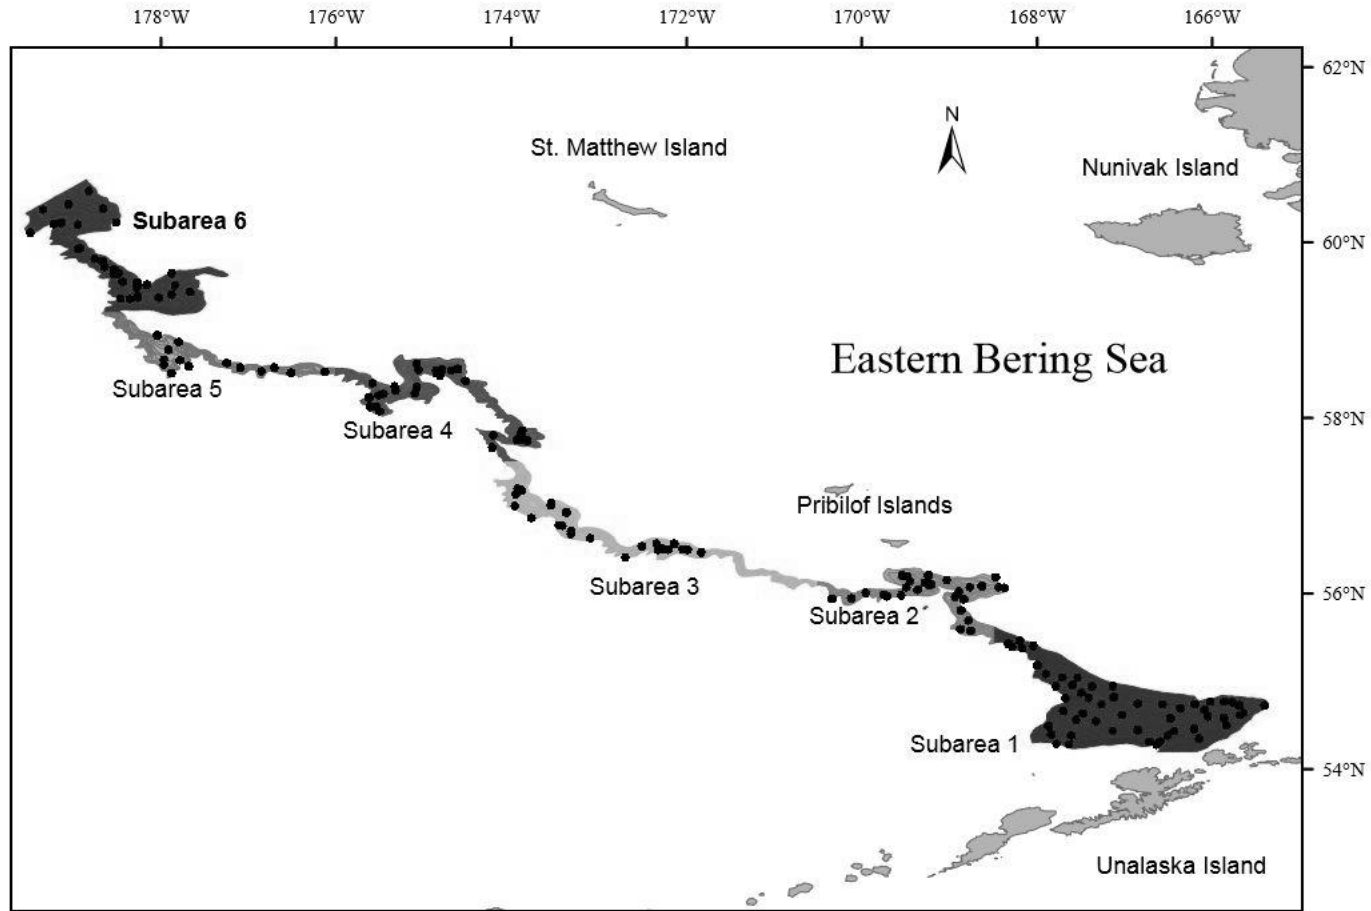 178°W 176°W 174°W 172°W 170°W 168°W 166°W
62°N
N
St. Matthew Island
Nunivak Island
Subarea 6
60°N
Eastern Bering Sea
Subarea 5
58°N
Subarea 4
Pribilof Islands
Subarea 3
56°N
Subarea 2
Subarea 1
54°N
Unalaska Island